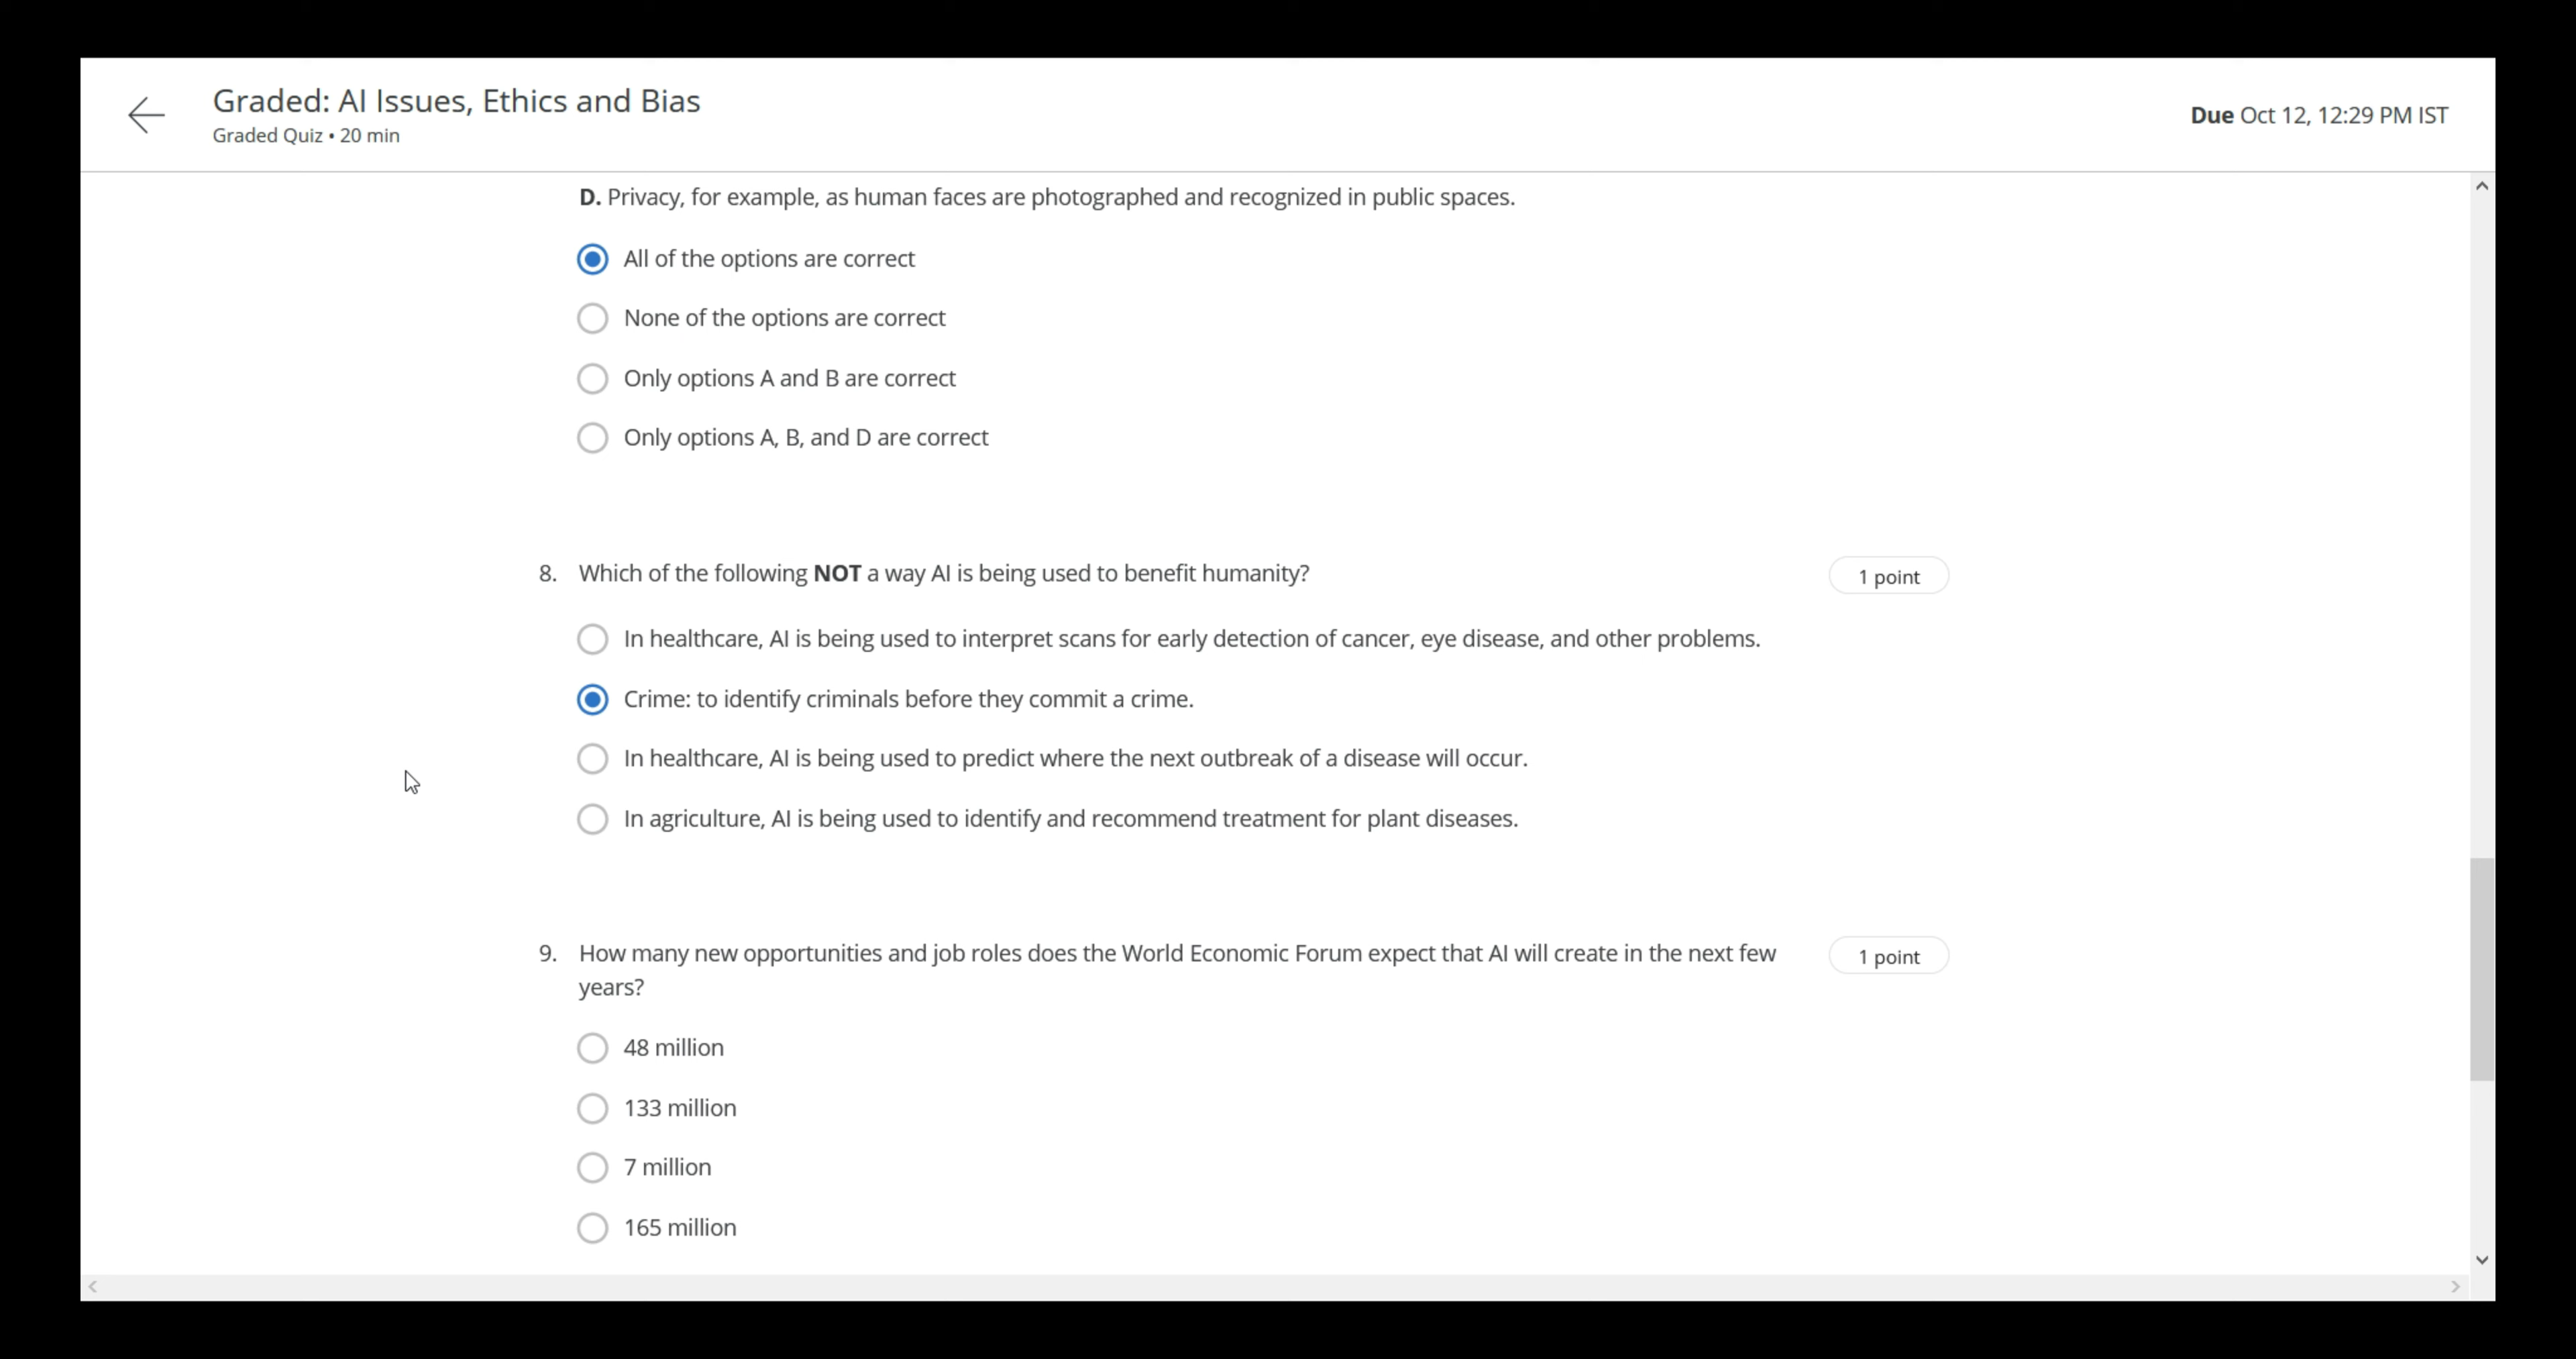 Graded: AI Issues, Ethics and Bias
Graded Quiz • 20 min
Due Oct 12, 12:29 PM IST
D. Privacy, for example, as human faces are photographed and recognized in public spaces.
All of the options are correct
None of the options are correct
Only options A and B are correct
Only options A, B, and D are correct
8. Which of the following NOT a way AI is being used to benefit humanity?
1 point
In healthcare, AI is being used to interpret scans for early detection of cancer, eye disease, and other problems.
Crime: to identify criminals before they commit a crime.
In healthcare, AI is being used to predict where the next outbreak of a disease will occur.
In agriculture, AI is being used to identify and recommend treatment for plant diseases.
9. How many new opportunities and job roles does the World Economic Forum expect that AI will create in the next few
years?
1 point
48 million
133 million
7 million
165 million